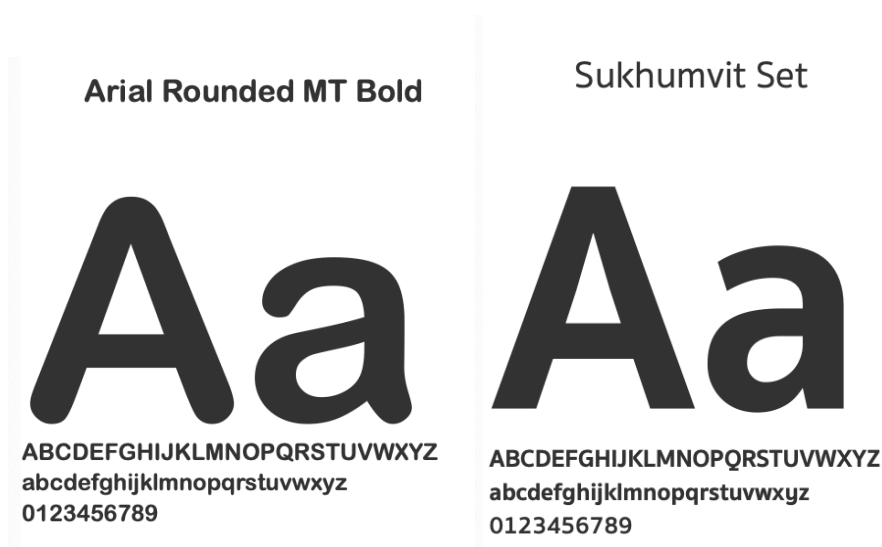 Arial Rounded MT Bold
Aa
ABCDEFGHIJKLMNOPQRSTUVWXYZ
abcdefghijklmnopqrstuvwxyz
0123456789
Sukhumvit Set
Aa
ABCDEFGHIJKLMNOPQRSTUVWXYZ
abcdefghijklmnopqrstuvwxyz
0123456789